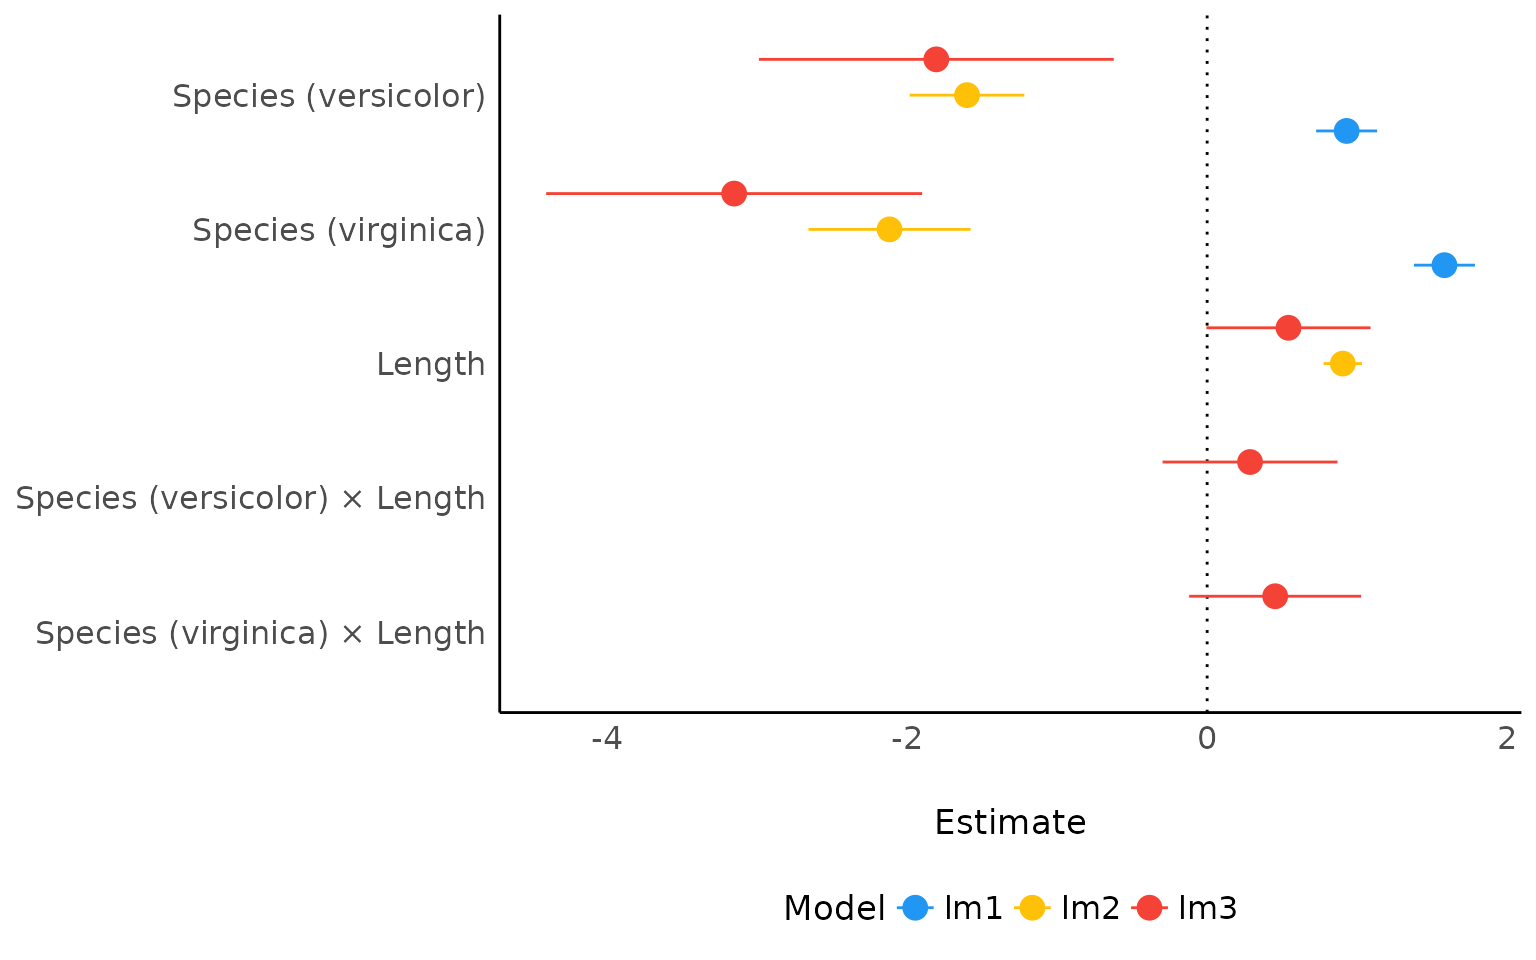 Species (versicolor)
Species (virginica)
Length
Species (versicolor) × Length
Species (virginica) × Length
-4 -2 0 2
Estimate
Model lm1 lm2 lm3